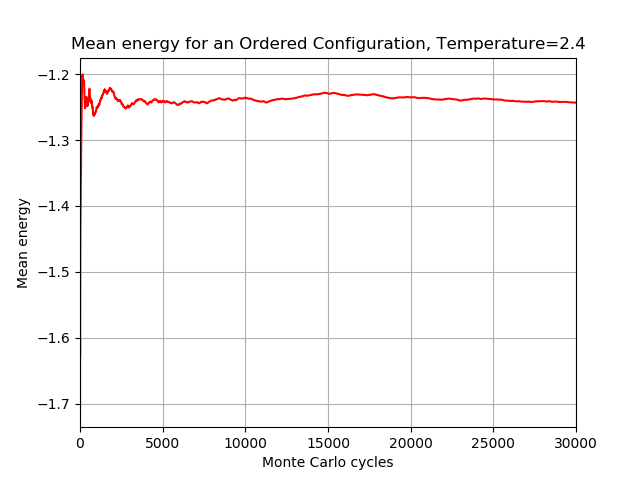 Mean energy for an Ordered Configuration, Temperature=2.4
−1.2
−1.3
−1.4
−1.5
−1.6
−1.7
Mean energy
0 5000 10000 15000 20000 25000 30000
Monte Carlo cycles